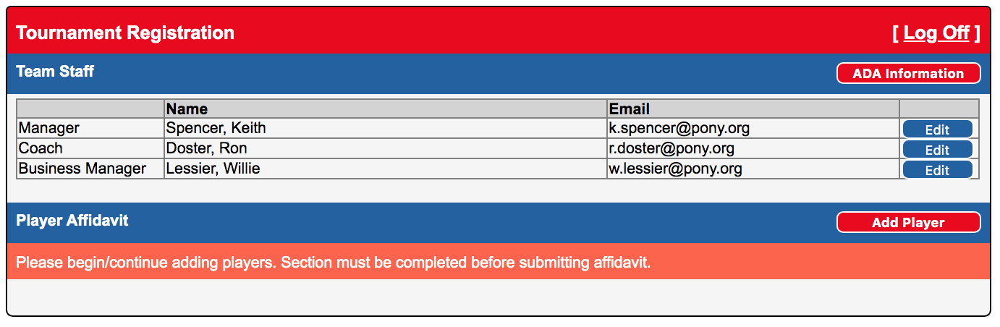 Tournament Registration [ Log Off ]
Team Staff ADA Information
Name Email
Manager Spencer, Keith k.spencer@pony.org Edit
Coach Doster, Ron r.doster@pony.org Edit
Business Manager Lessier, Willie w.lessier@pony.org Edit
Player Affidavit Add Player
Please begin/continue adding players. Section must be completed before submitting affidavit.